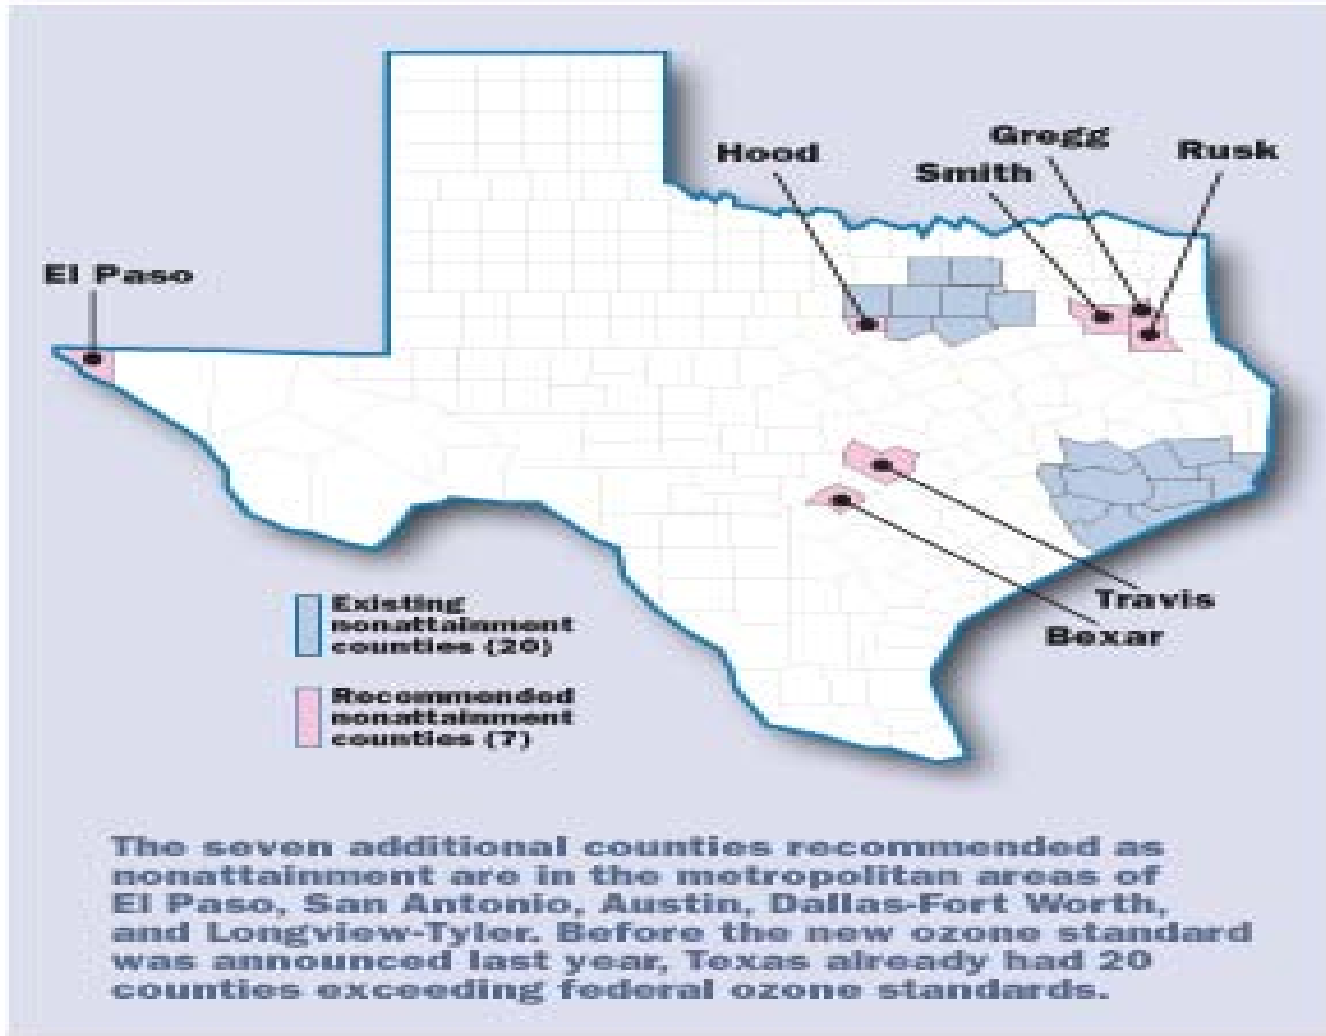 Gregg
Hood
Rusk
Smith
El Paso
Travis
Bexar
Existing
nonattainment
counties (20)
Recommended
nonattainment
counties (7)
The seven additional counties recommended as
nonattainment are in the metropolitan areas of
El Paso, San Antonio, Austin, Dallas-Fort Worth,
and Longview-Tyler. Before the new ozone standard
was announced last year, Texas already had 20
counties exceeding federal ozone standards.